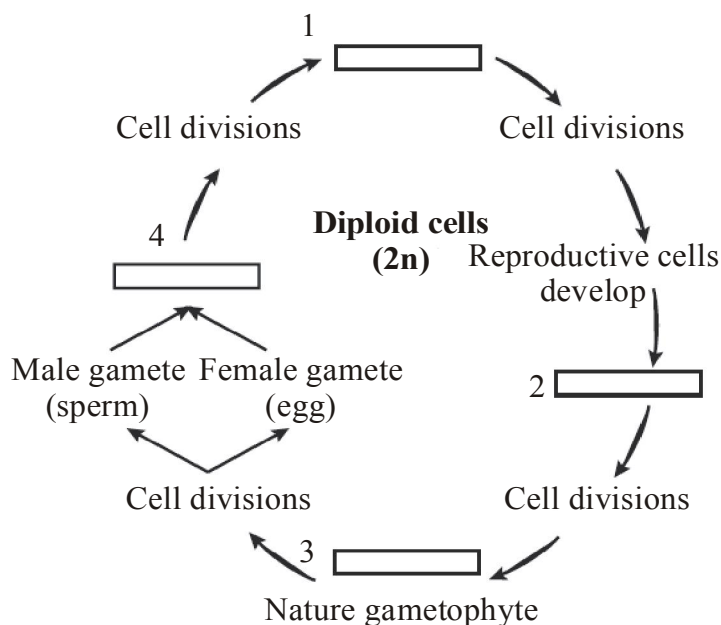 1
Cell divisions
Cell divisions
Diploid cells
(2n)
4
Reproductive cells
develop
Male gamete
(sperm)
Female gamete
(egg)
2
Cell divisions
Cell divisions
3
Nature gametophyte